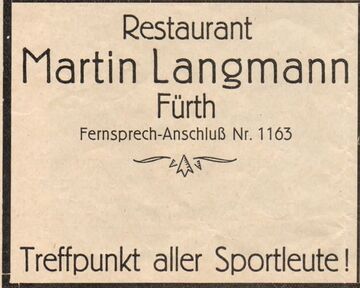 Restaurant
Martin Langmann
Fürth
Fernsprech-Anschluß Nr. 1163
Treffpunkt aller Sportleute!